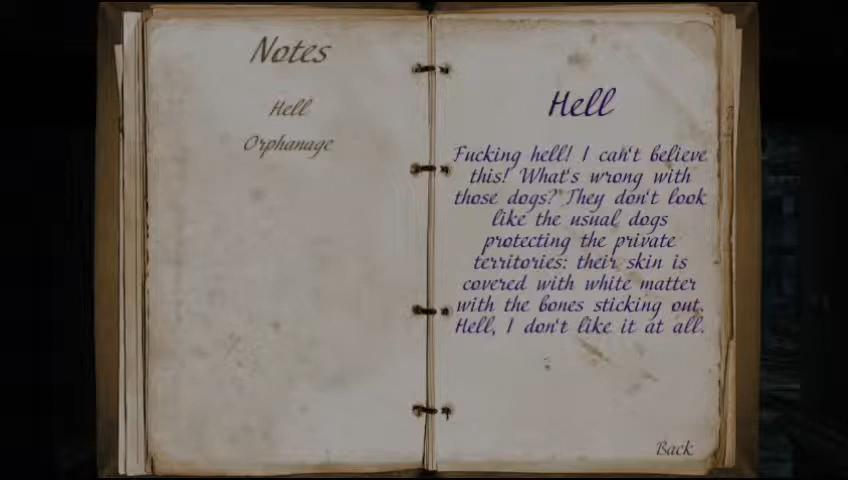 Notes
Hell
Orphanage
Hell
Fucking hell! I can't believe
this! What's wrong with
those dogs? They don't look
like the usual dogs
protecting the private
territories: their skin is
covered with white matter
with the bones sticking out.
Hell, I don't like it at all.
Back